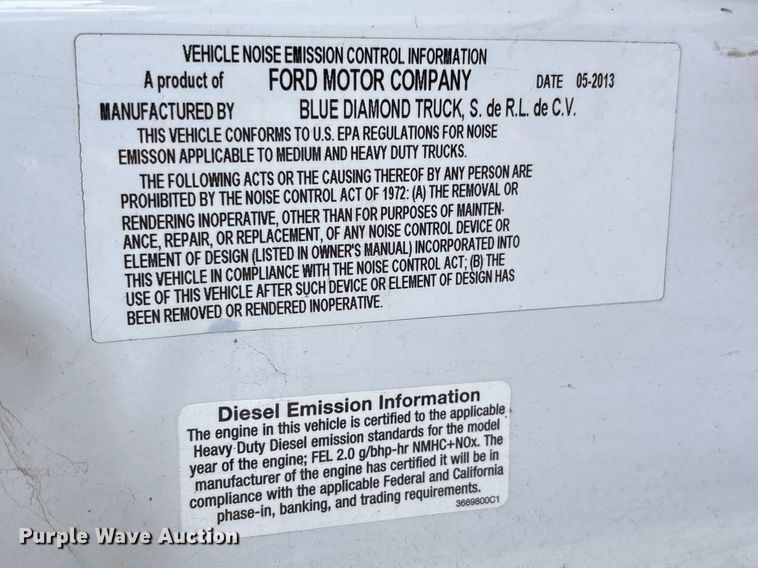 VEHICLE NOISE EMISSION CONTROL INFORMATION
A product of FORD MOTOR COMPANY DATE 05-2013
MANUFACTURED BY BLUE DIAMOND TRUCK, S. de R.L. de C.V.
THIS VEHICLE CONFORMS TO U.S. EPA REGULATIONS FOR NOISE
EMISSON APPLICABLE TO MEDIUM AND HEAVY DUTY TRUCKS.
THE FOLLOWING ACTS OR THE CAUSING THEREOF BY ANY PERSON ARE
PROHIBITED BY THE NOISE CONTROL ACT OF 1972: (A) THE REMOVAL OR
RENDERING INOPERATIVE, OTHER THAN FOR PURPOSES OF MAINTEN-
ANCE, REPAIR, OR REPLACEMENT, OF ANY NOISE CONTROL DEVICE OR
ELEMENT OF DESIGN (LISTED IN OWNER'S MANUAL) INCORPORATED INTO
THIS VEHICLE IN COMPLIANCE WITH THE NOISE CONTROL ACT; (B) THE
USE OF THIS VEHICLE AFTER SUCH DEVICE OR ELEMENT OF DESIGN HAS
BEEN REMOVED OR RENDERED INOPERATIVE.
Diesel Emission Information
The engine in this vehicle is certified to the applicable
Heavy Duty Diesel emission standards for the model
year of the engine; FEL 2.0 g/bhp-hr NMHC+NOx. The
manufacturer of the engine has certified it will be in
compliance with the applicable Federal and California
phase-in, banking, and trading requirements.
3669800C1
Purple Wave Auction